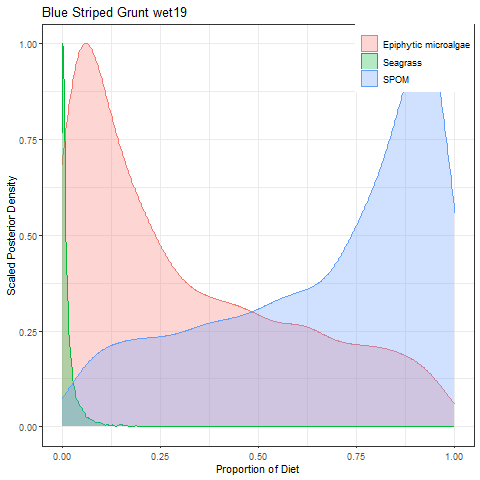 Blue Striped Grunt wet19
Epiphytic microalgae
Seagrass
SPOM
1.00
0.75
0.50
0.25
0.00
Scaled Posterior Density
0.00 0.25 0.50 0.75 1.00
Proportion of Diet